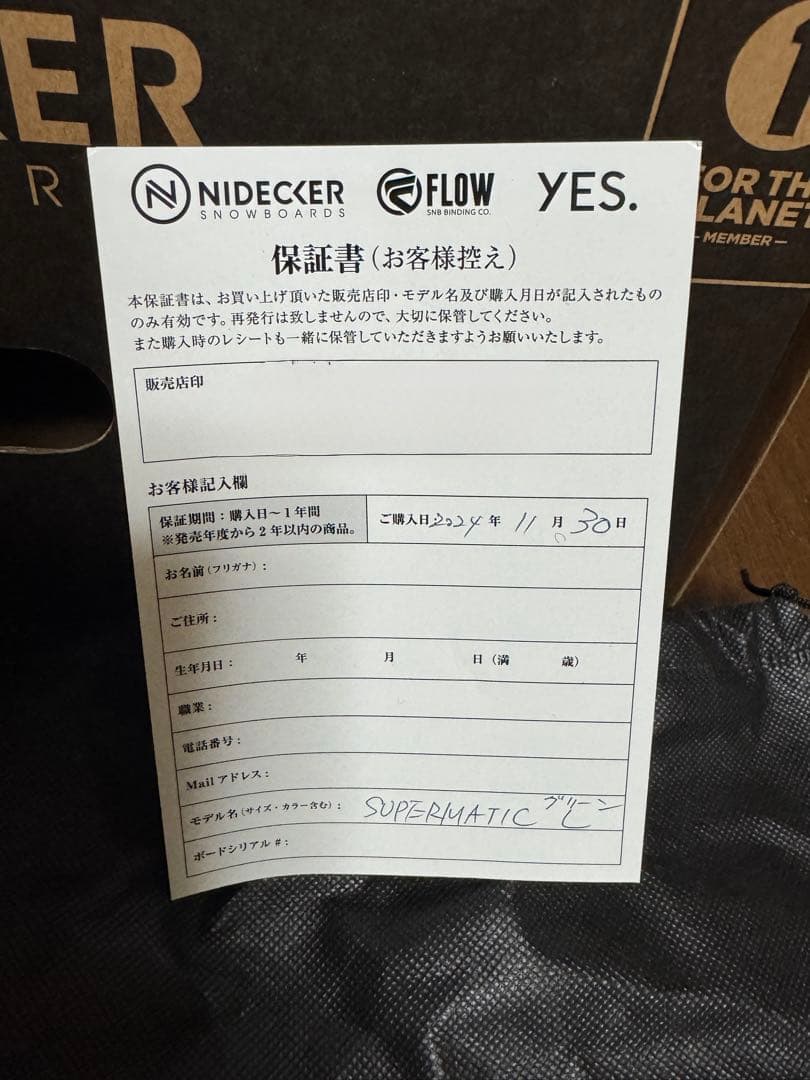 KER
R
1
FOR THE
PLANET
MEMBER
N NIDECKER
SNOWBOARDS
FLOW
SNB BINDING CO.
YES.
保証書(お客様控え)
本保証書は、お買い上げ頂いた販売店印・モデル名及び購入月日が記入されたもの
のみ有効です。再発行は致しませんので、大切に保管してください。
また購入時のレシートも一緒に保管していただきますようお願いいたします。
販売店印
お客様記入欄
保証期間：購入日～1年間
※発売年度から2年以内の商品。
ご購入日 2024 年 11 月 30 日
お名前(フリガナ)：
ご住所：
生年月日： 年 月 日（満 歳）
職業：
電話番号：
Mailアドレス：
モデル名(サイズ・カラー含む)： SUPERMATIC グリーン L
ボードシリアル#：